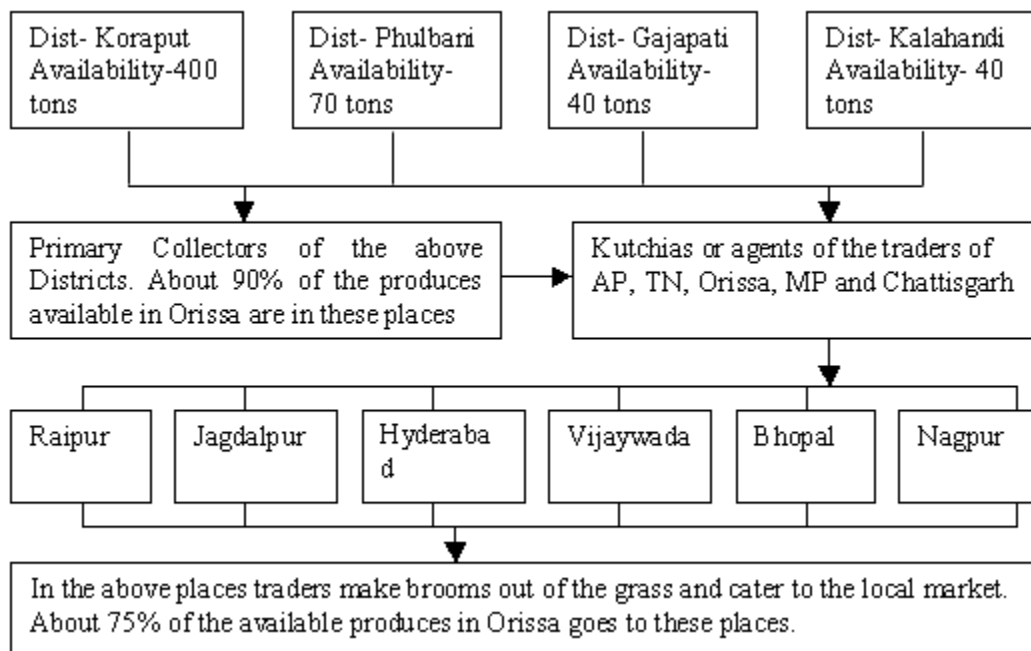 Dist- Koraput
Availability-400
tons
Dist- Phulbani
Availability-
70 tons
Dist- Gajapati
Availability-
40 tons
Dist- Kalahandi
Availability- 40
tons
Primary Collectors of the above
Districts. About 90% of the produces
available in Orissa are in these places
Kutchias or agents of the traders of
AP, TN, Orissa, MP and Chattisgarh
Raipur
Jagdalpur
Hyderaba
d
Vijaywada
Bhopal
Nagpur
In the above places traders make brooms out of the grass and cater to the local market.
About 75% of the available produces in Orissa goes to these places.